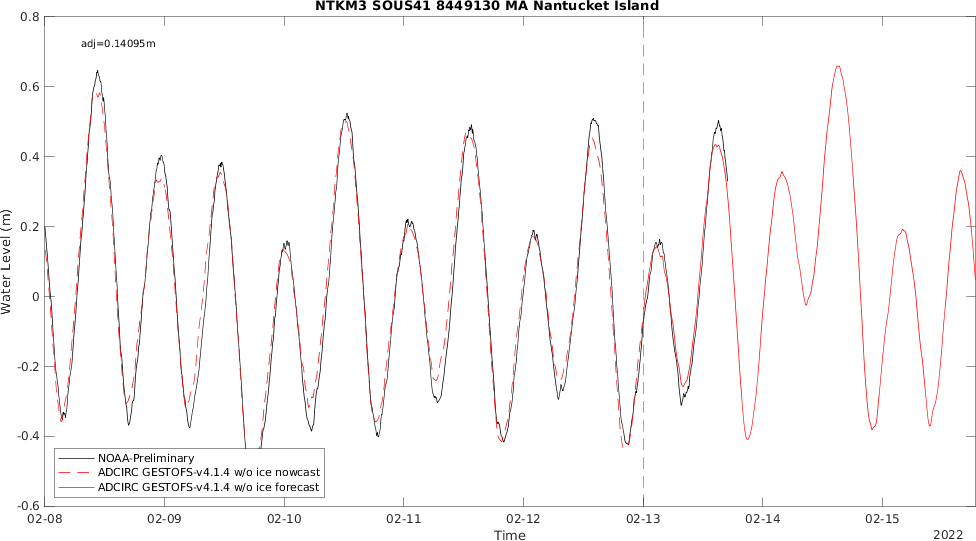 NTKM3 SOUS41 8449130 MA Nantucket Island
adj=0.14095m
0.8
0.6
0.4
0.2
0
-0.2
-0.4
-0.6
Water Level (m)
NOAA-Preliminary
ADCIRC GESTOFS-v4.1.4 w/o ice nowcast
ADCIRC GESTOFS-v4.1.4 w/o ice forecast
02-08 02-09 02-10 02-11 02-12 02-13 02-14 02-15
Time
2022